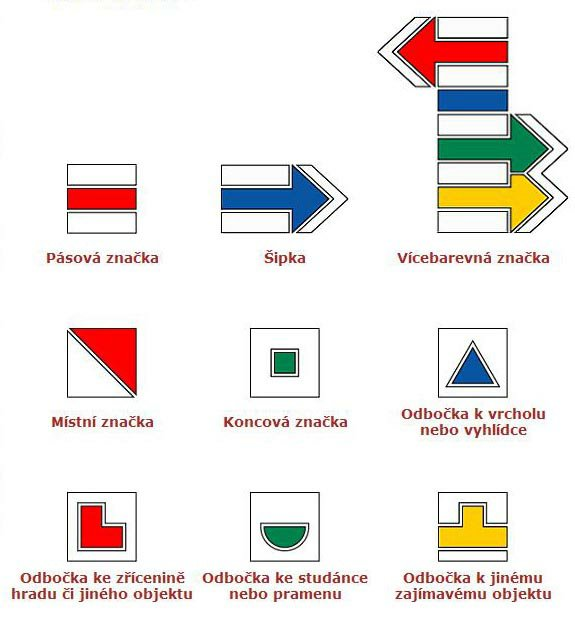 Pásová značka
Šipka
Vícebarevná značka
Místní značka
Koncová značka
Odbočka k vrcholu
nebo vyhlídce
Odbočka ke zřícenině
hradu či jiného objektu
Odbočka ke studánce
nebo pramenu
Odbočka k jinému
zajímavému objektu